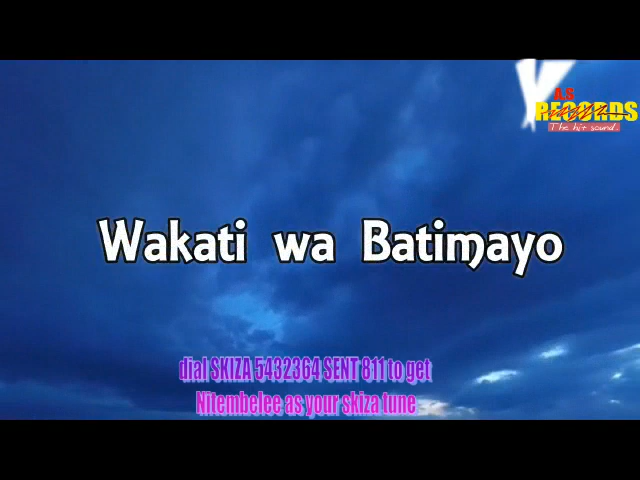 A.S
RECORDS
The hit sound.
Wakati wa Batimayo
dial SKIZA 5432364 SENT 811 to get
Nitembelee as your skiza tune